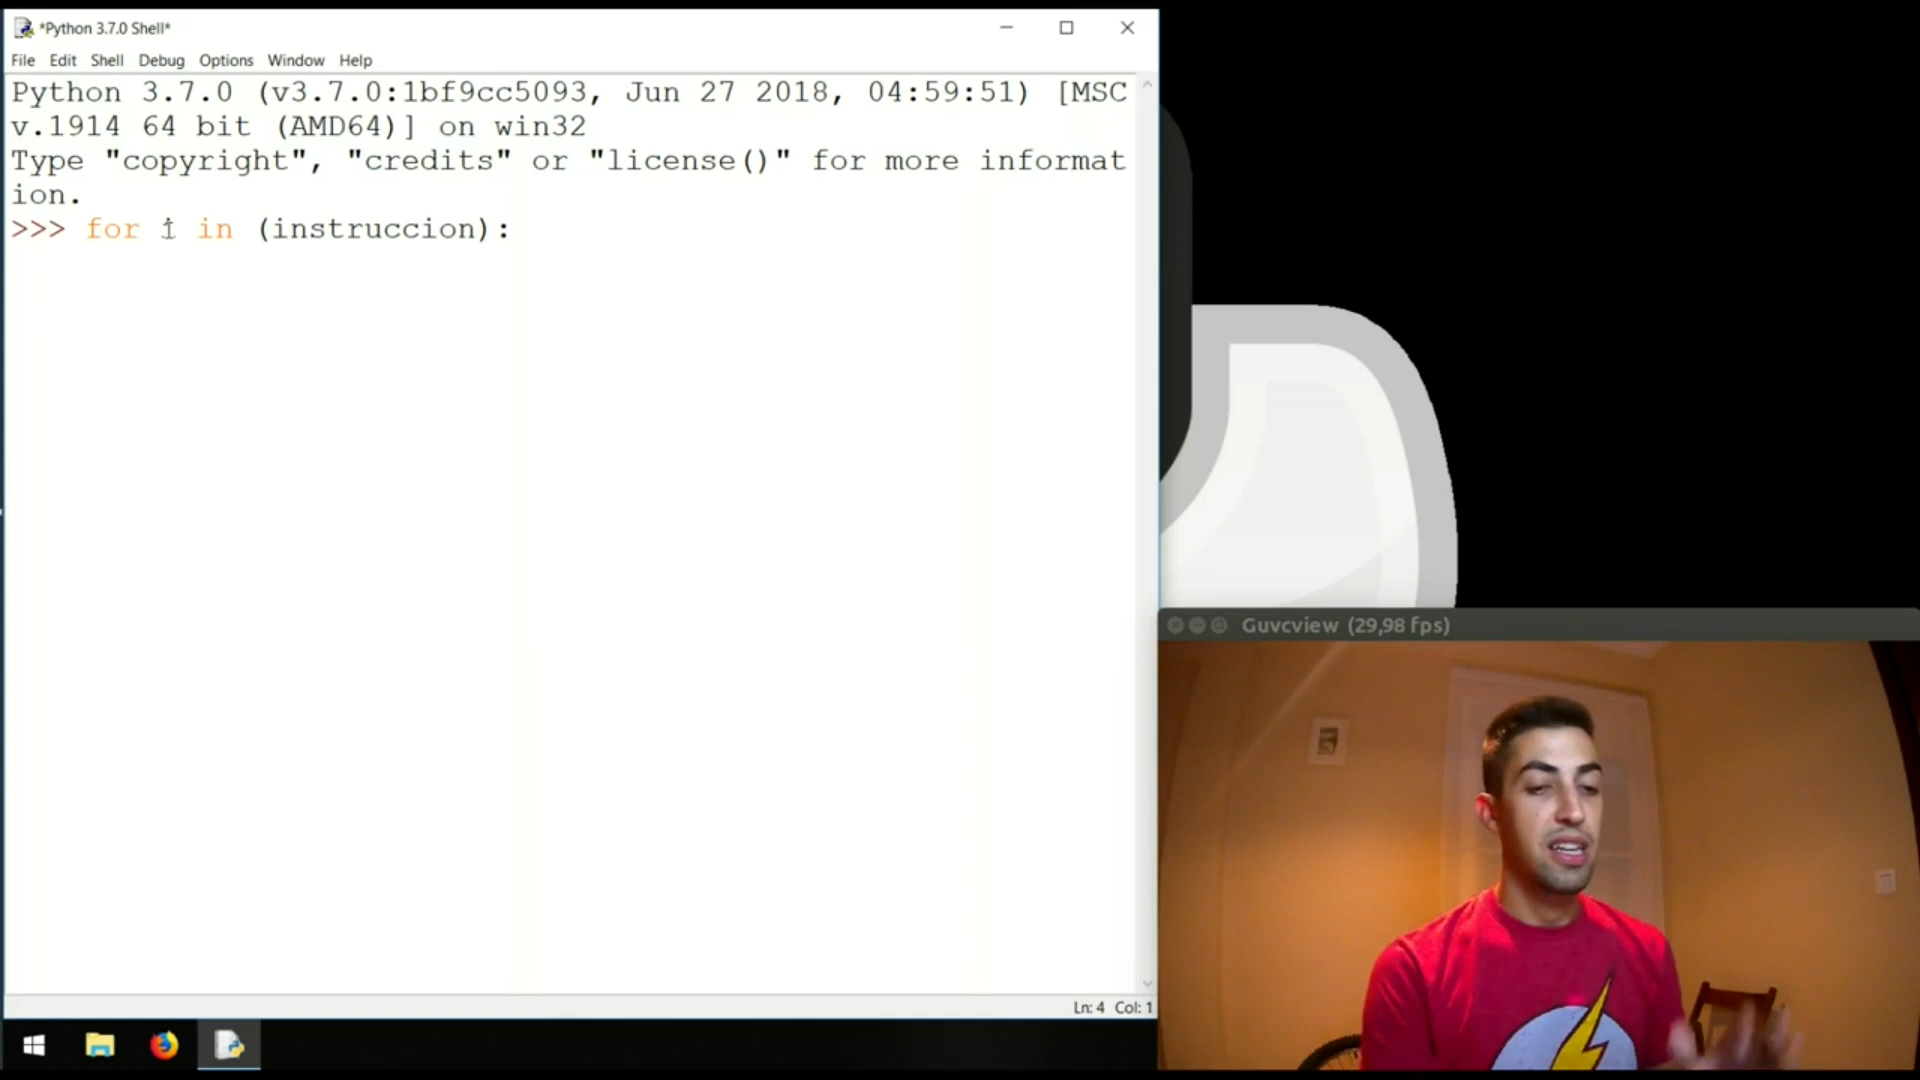 *Python 3.7.0 Shell*
File Edit Shell Debug Options Window Help
Python 3.7.0 (v3.7.0:1bf9cc5093, Jun 27 2018, 04:59:51) [MSC
v.1914 64 bit (AMD64)] on win32
Type "copyright", "credits" or "license()" for more informat
ion.
>>> for i in (instruccion):
Ln: 4 Col: 1
Guvcview (29,98 fps)